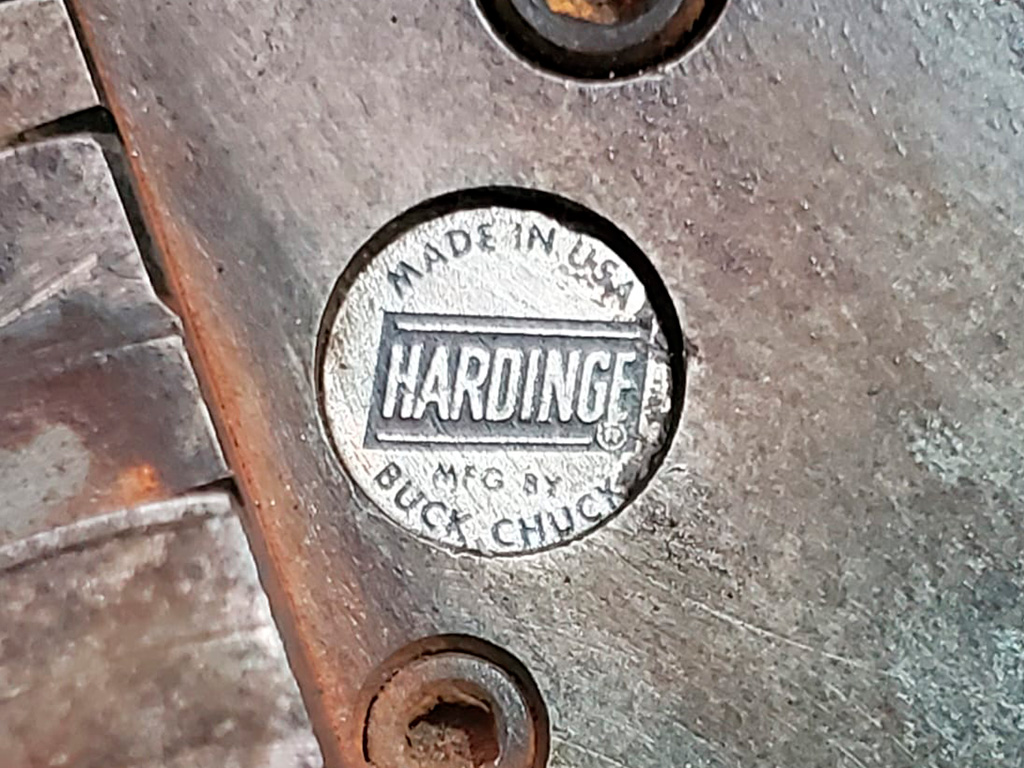 MADE IN USA
HARDINGE
®
MFG BY
BUCK CHUCK